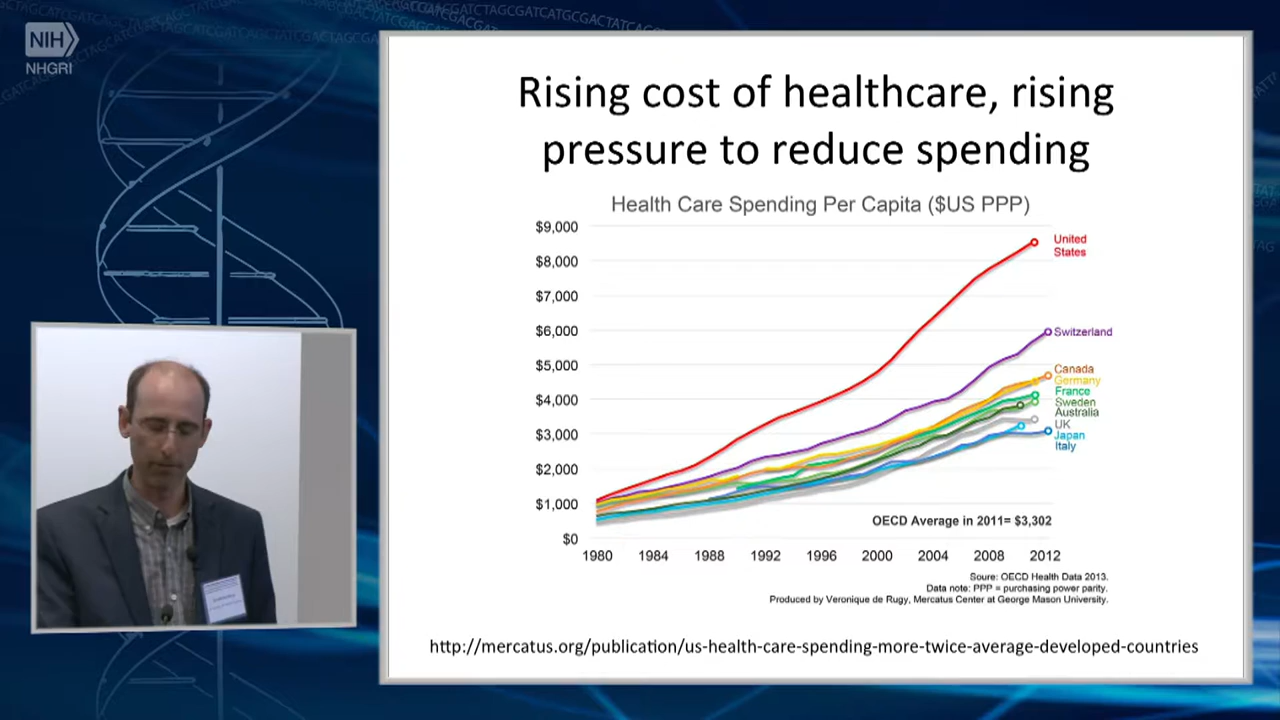 NIH
NHGRI
Rising cost of healthcare, rising
pressure to reduce spending
Health Care Spending Per Capita ($US PPP)
$9,000
$8,000
$7,000
$6,000
$5,000
$4,000
$3,000
$2,000
$1,000
$0
1980 1984 1988 1992 1996 2000 2004 2008 2012
United
States
Switzerland
Canada
Germany
France
Sweden
Australia
UK
Japan
Italy
OECD Average in 2011= $3,302
Soure: OECD Health Data 2013.
Data note: PPP = purchasing power parity.
Produced by Veronique de Rugy, Mercatus Center at George Mason University.
http://mercatus.org/publication/us-health-care-spending-more-twice-average-developed-countries